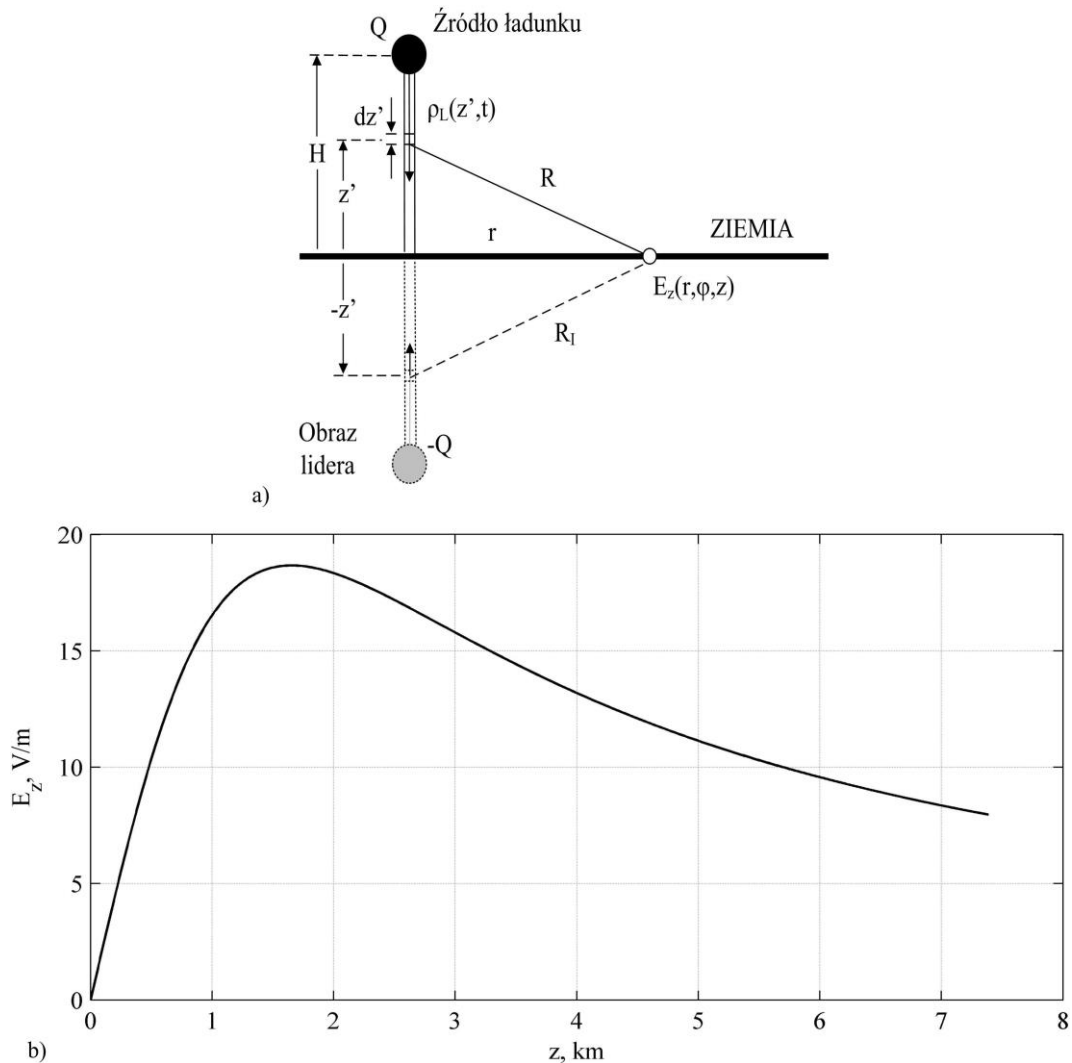 Q
Źródło ładunku
dz’
ρL(z’,t)
H
z’
R
r
ZIEMIA
Ez(r,φ,z)
-z’
RI
Obraz
lidera
-Q
a)
20
15
10
5
0
Ez, V/m
0 1 2 3 4 5 6 7 8
z, km
b)